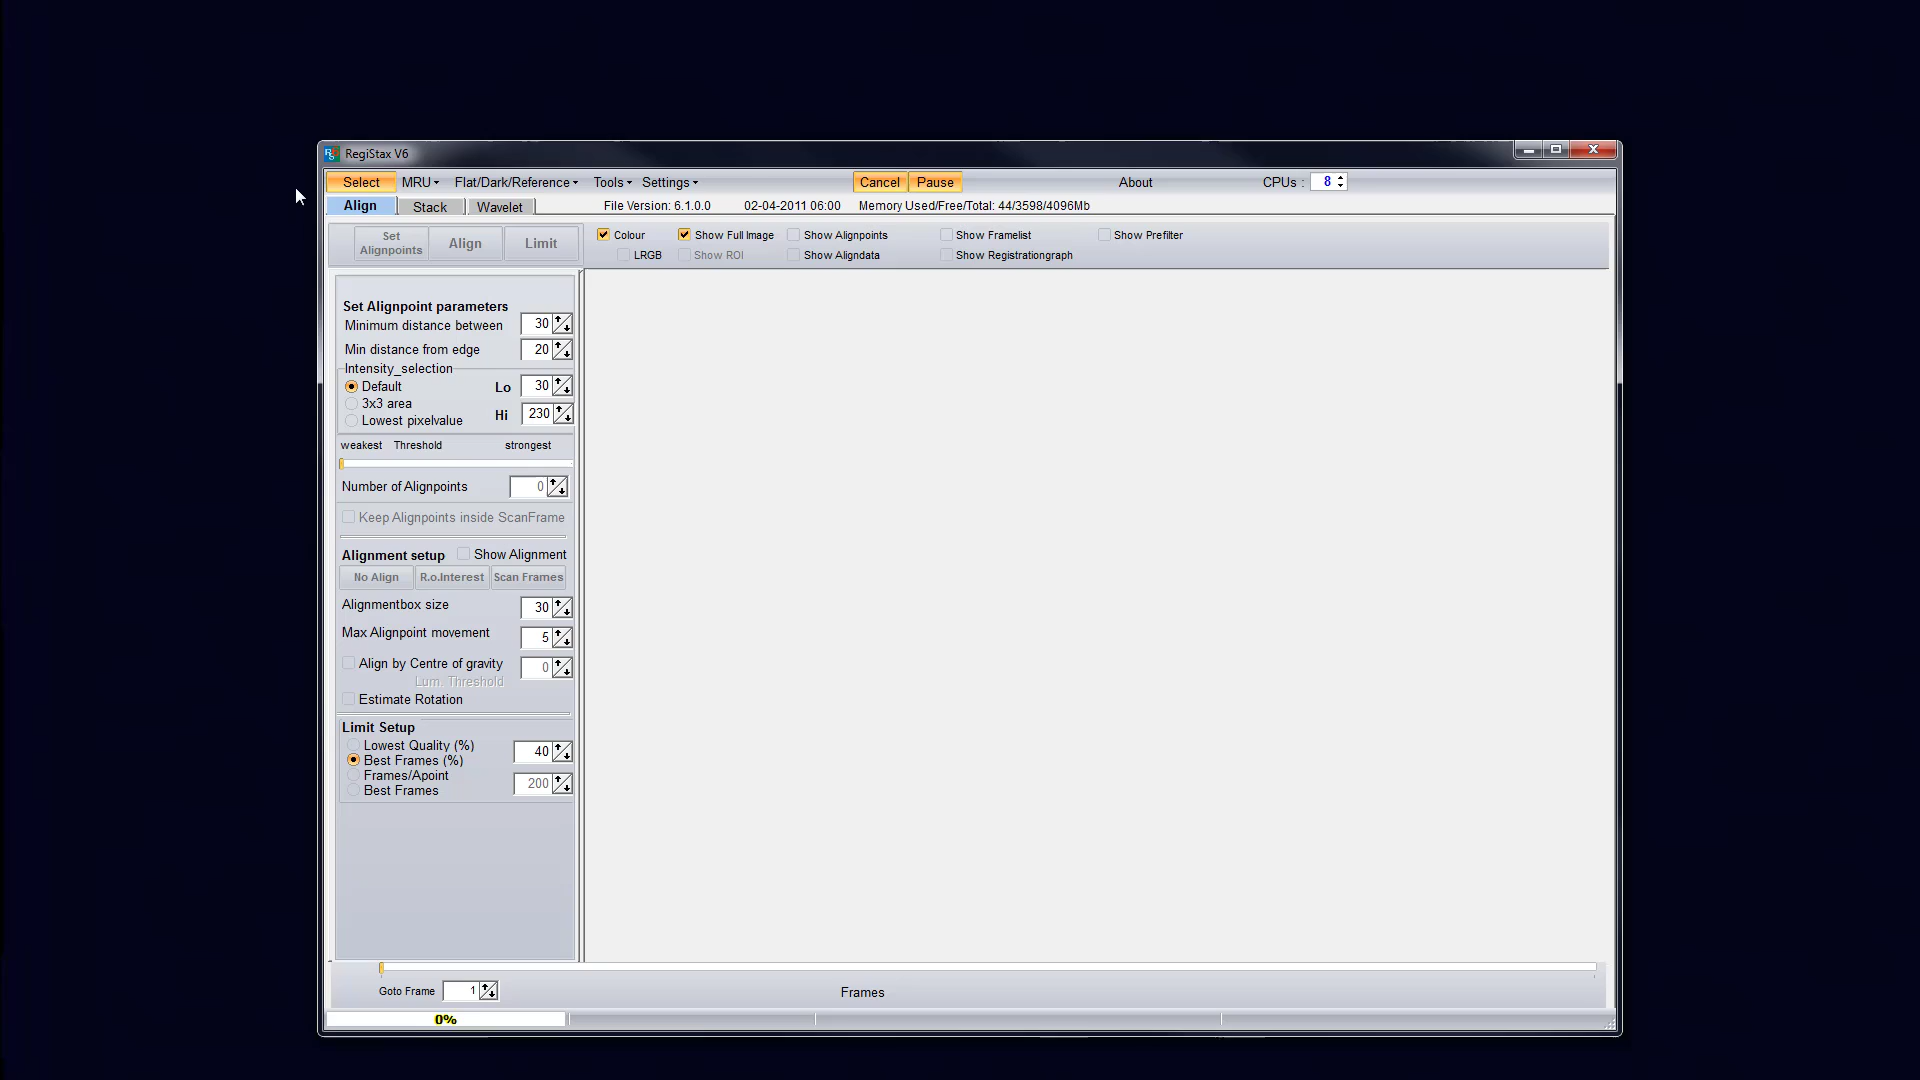 RegiStax V6
Select MRU Flat/Dark/Reference Tools Settings Cancel Pause About CPUs : 8
Align Stack Wavelet File Version: 6.1.0.0 02-04-2011 06:00 Memory Used/Free/Total: 44/3598/4096Mb
Set Alignpoints Align Limit
Colour Show Full Image Show Alignpoints Show Framelist Show Prefilter
LRGB Show ROI Show Aligndata Show Registrationgraph
Set Alignpoint parameters
Minimum distance between 30
Min distance from edge 20
Intensity_selection
Default Lo 30
3x3 area
Lowest pixelvalue Hi 230
weakest Threshold strongest
Number of Alignpoints 0
Keep Alignpoints inside ScanFrame
Alignment setup Show Alignment
No Align R.o.Interest Scan Frames
Alignmentbox size 30
Max Alignpoint movement 5
Align by Centre of gravity 0
Lum. Threshold
Estimate Rotation
Limit Setup
Lowest Quality (%)
40
Best Frames (%)
Frames/Apoint
200
Best Frames
Goto Frame 1 Frames
0%